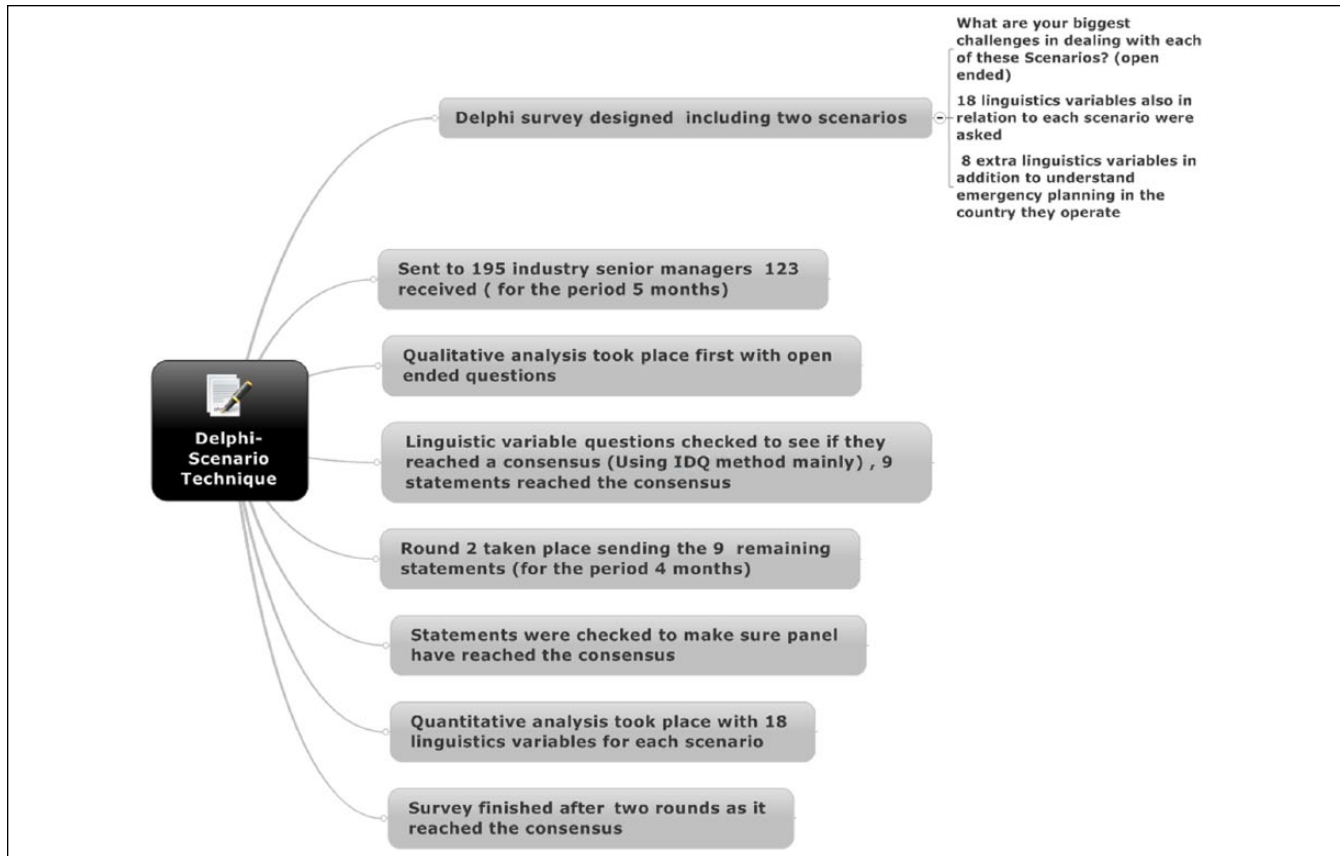 What are your biggest
challenges in dealing with each
of these Scenarios? (open
ended)
Delphi survey designed including two scenarios
18 linguistics variables also in
relation to each scenario were
asked
8 extra linguistics variables in
addition to understand
emergency planning in the
country they operate
Sent to 195 industry senior managers 123
received ( for the period 5 months)
Qualitative analysis took place first with open
ended questions
Delphi-
Scenario
Technique
Linguistic variable questions checked to see if they
reached a consensus (Using IDQ method mainly) , 9
statements reached the consensus
Round 2 taken place sending the 9 remaining
statements (for the period 4 months)
Statements were checked to make sure panel
have reached the consensus
Quantitative analysis took place with 18
linguistics variables for each scenario
Survey finished after two rounds as it
reached the consensus